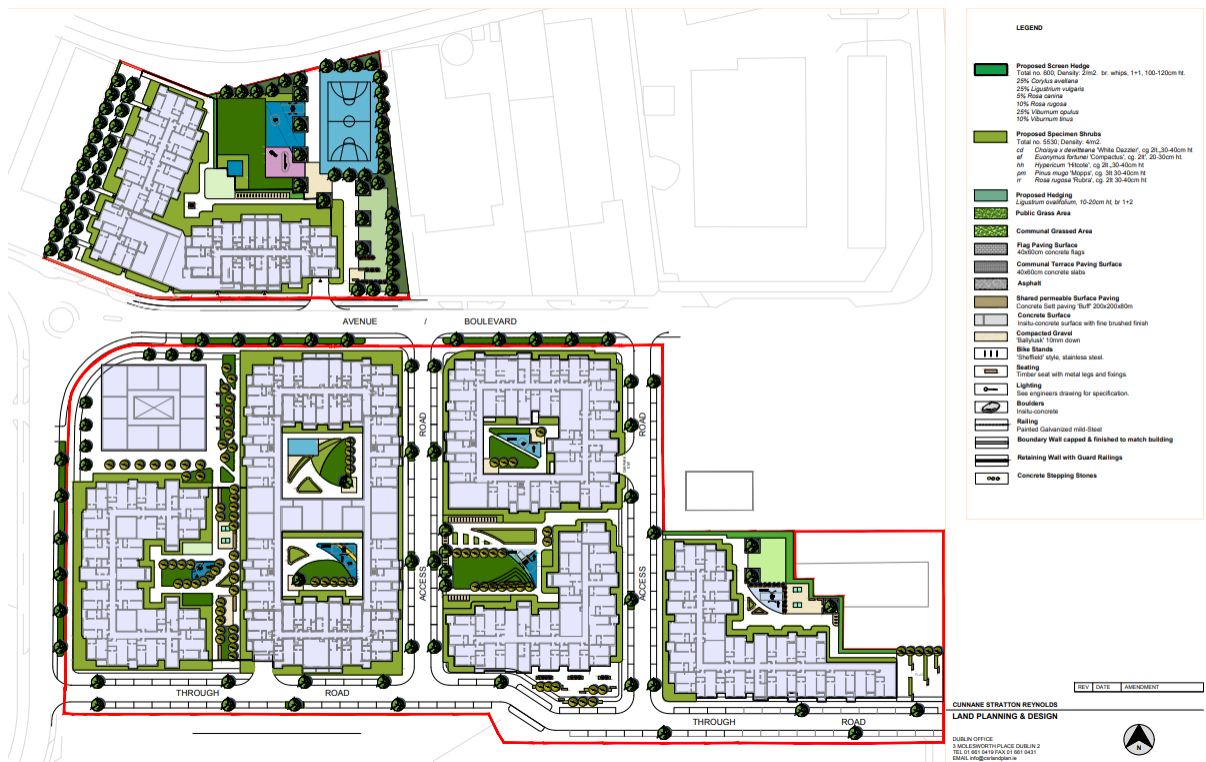 LEGEND
Proposed Screen Hedge
Total no. 600; Density: 2/m2. br. whips, 1+1, 100-120cm ht.
25% Corylus avellana
25% Ligustrium vulgaris
5% Rosa canina
10% Rosa rugosa
25% Viburnum opulus
10% Viburnum tinus
Proposed Specimen Shrubs
Total no. 5530; Density: 4/m2.
cd Choisya x dewitteana 'White Dazzler', cg 2lt.,30-40cm ht
ef Euonymus fortunei 'Compactus', cg. 2lt', 20-30cm ht.
hh Hypericum 'Hitcote', cg 2lt.,30-40cm ht
pm Pinus mugo 'Mopps', cg. 3lt 30-40cm ht
rr Rosa rugosa 'Rubra', cg. 2lt 30-40cm ht
Proposed Hedging
Ligustrum ovalifolium, 10-20cm ht, br 1+2
Public Grass Area
Communal Grassed Area
Flag Paving Surface
40x60cm concrete flags
Communal Terrace Paving Surface
40x60cm concrete slabs
Asphalt
Shared permeable Surface Paving
Concrete Sett paving 'Buff' 200x200x80m
Concrete Surface
Insitu-concrete surface with fine brushed finish
Compacted Gravel
'Ballylusk' 10mm down
Bike Stands
'Sheffield' style, stainless steel.
Seating
Timber seat with metal legs and fixings.
Lighting
See engineers drawing for specification.
Boulders
Insitu-concrete
Railing
Painted Galvanized mild-Steel
Boundary Wall capped & finished to match building
Retaining Wall with Guard Railings
Concrete Stepping Stones
AVENUE / BOULEVARD
ROAD
ROAD
ACCESS
ACCESS
THROUGH ROAD
THROUGH ROAD
REV DATE AMENDMENT
CUNNANE STRATTON REYNOLDS
LAND PLANNING & DESIGN
DUBLIN OFFICE
3 MOLESWORTH PLACE DUBLIN 2
TEL 01 661 0419 FAX 01 661 0431
EMAIL info@csrlandplan.ie
N